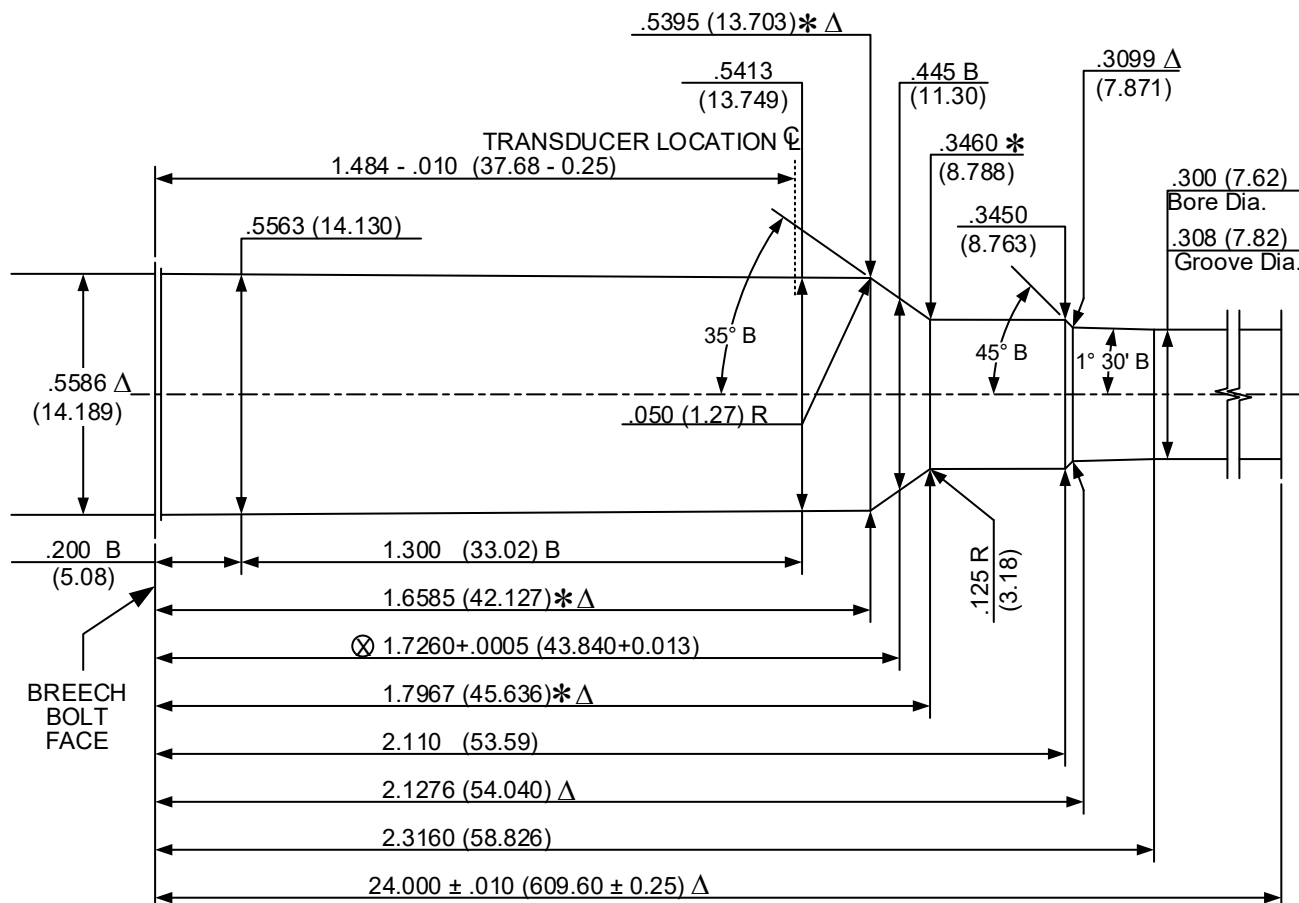 .5395 (13.703)* Δ
.5413
(13.749)
.445 B
(11.30)
.3099 Δ
(7.871)
TRANSDUCER LOCATION ℄
1.484 - .010 (37.68 - 0.25)
.3460 *
(8.788)
.300 (7.62)
Bore Dia.
.5563 (14.130)
.3450
(8.763)
.308 (7.82)
Groove Dia.
35° B
45° B
1° 30' B
.5586 Δ
(14.189)
.050 (1.27) R
.200 B
(5.08)
1.300 (33.02) B
.125 R
(3.18)
1.6585 (42.127)* Δ
⊗ 1.7260+.0005 (43.840+0.013)
BREECH
BOLT
FACE
1.7967 (45.636)* Δ
2.110 (53.59)
2.1276 (54.040) Δ
2.3160 (58.826)
24.000 ± .010 (609.60 ± 0.25) Δ